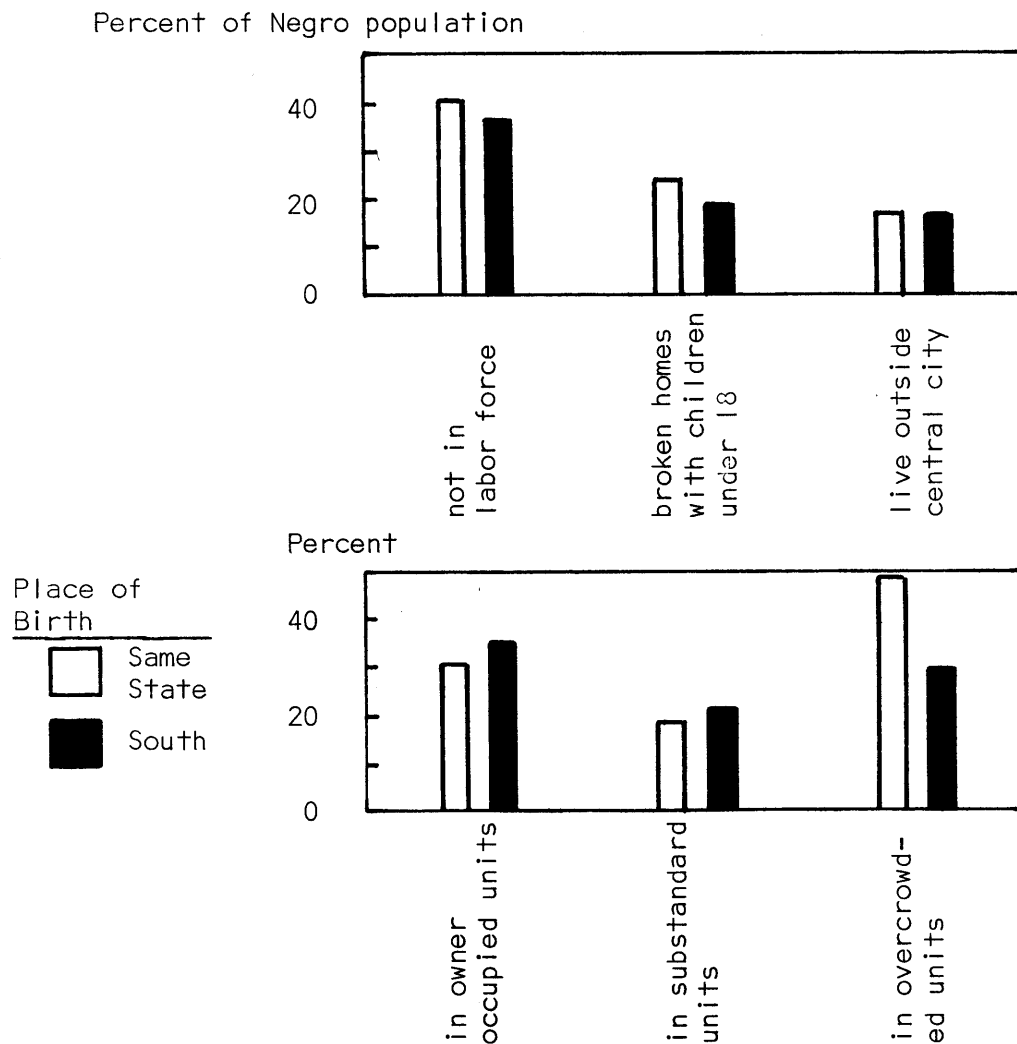 Percent of Negro population
40
20
0
not in
labor force
broken homes
with children
under 18
live outside
central city
Percent
Place of
Birth
Same
State
South
40
20
0
in owner
occupied units
in substandard
units
in overcrowd-
ed units